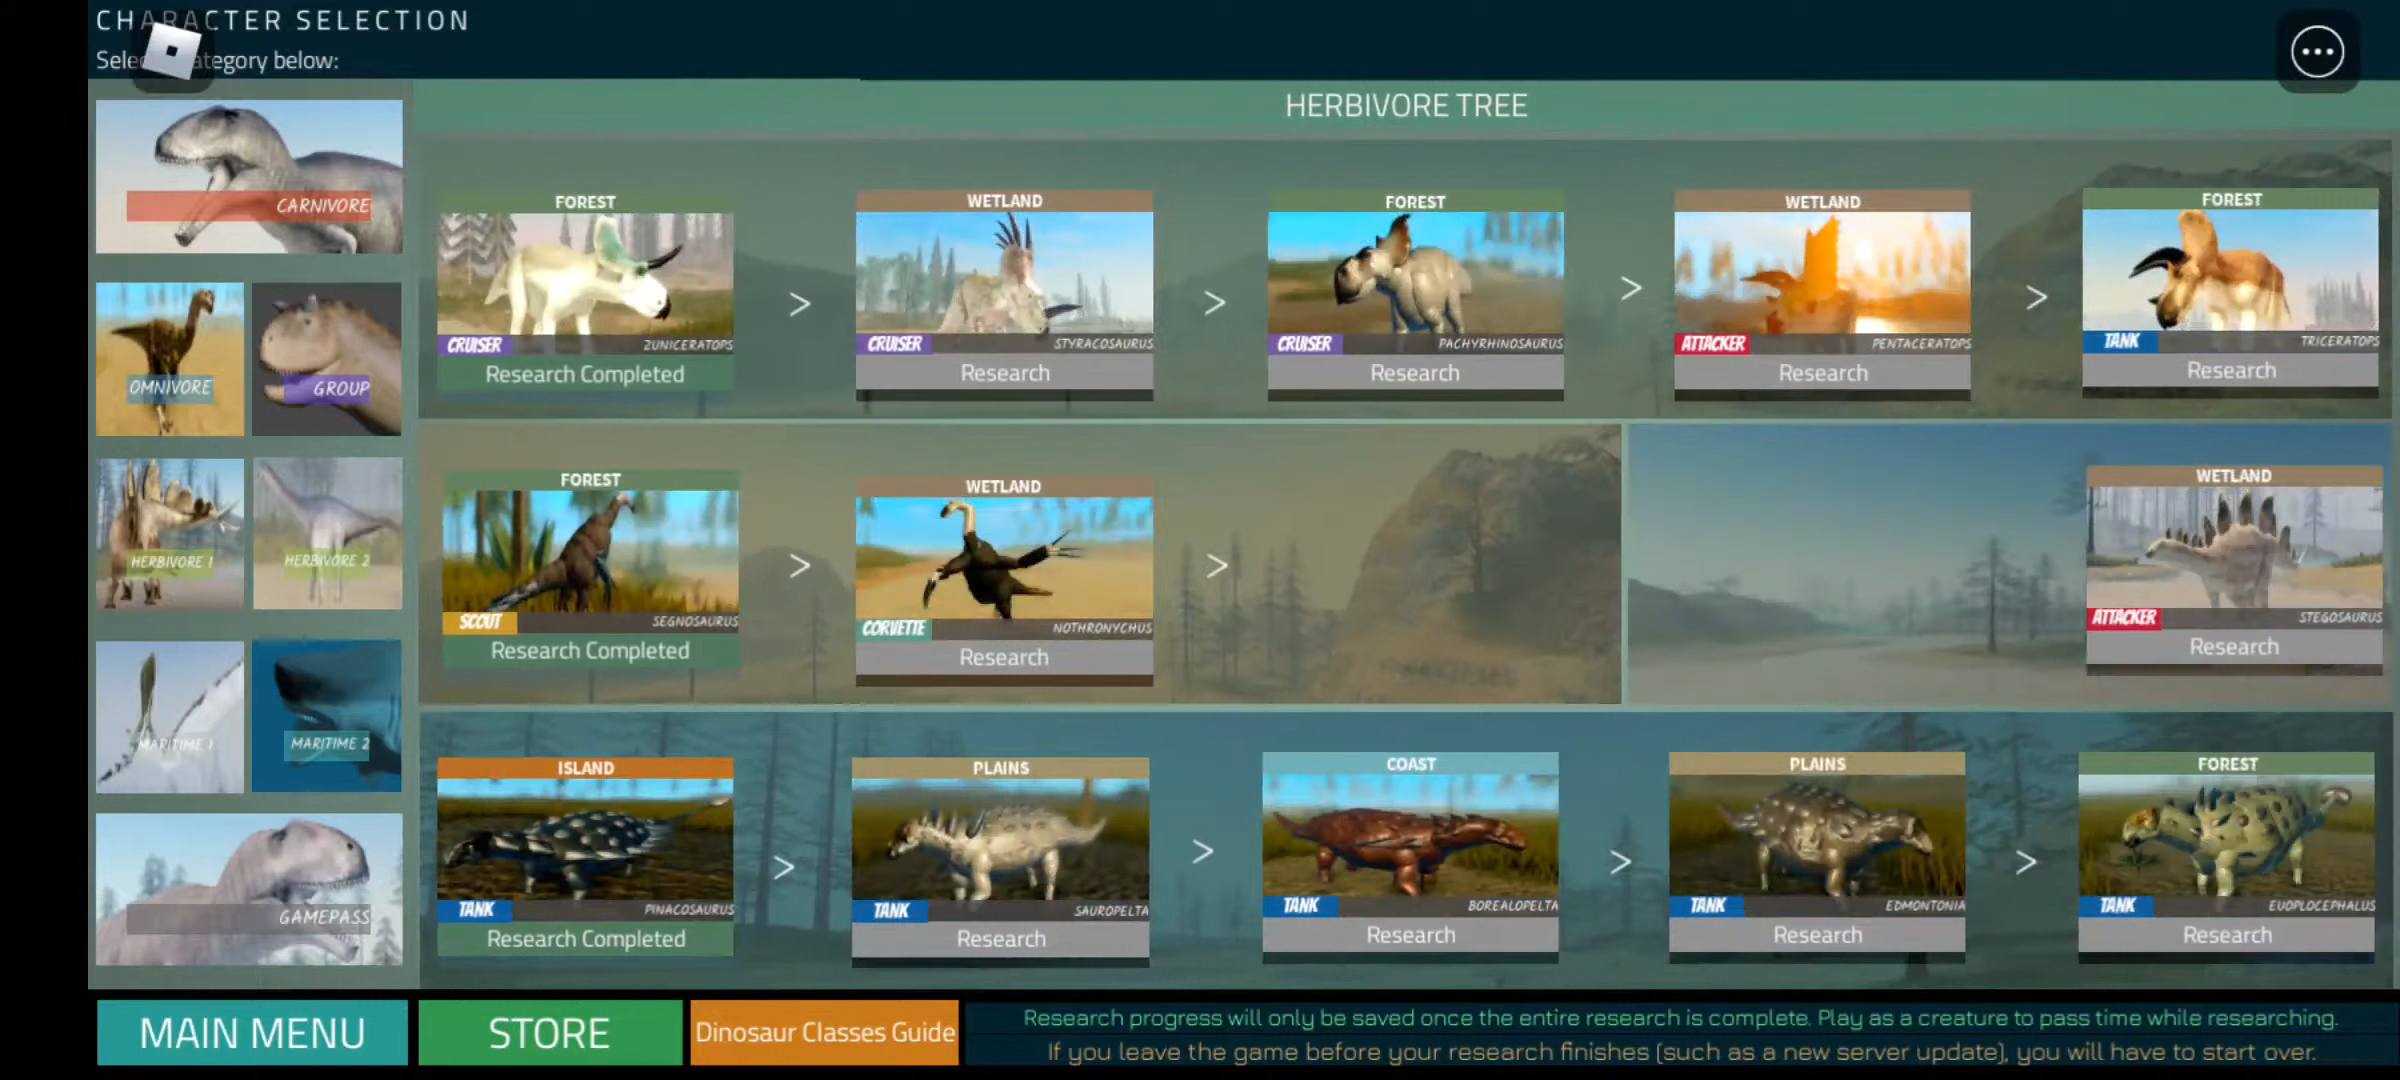 CHARACTER SELECTION
Select category below:
HERBIVORE TREE
CARNIVORE
OMNIVORE
GROUP
HERBIVORE 1
HERBIVORE 2
MARITIME 1
MARITIME 2
GAMEPASS
FOREST
CRUISER
ZUNICERATOPS
Research Completed
>
WETLAND
CRUISER
STYRACOSAURUS
Research
>
FOREST
CRUISER
PACHYRHINOSAURUS
Research
>
WETLAND
ATTACKER
PENTACERATOPS
Research
>
FOREST
TANK
TRICERATOPS
Research
FOREST
SCOUT
SEGNOSAURUS
Research Completed
>
WETLAND
CORVETTE
NOTHRONYCHUS
Research
>
WETLAND
ATTACKER
STEGOSAURUS
Research
ISLAND
TANK
PINACOSAURUS
Research Completed
>
PLAINS
TANK
SAUROPELTA
Research
>
COAST
TANK
BOREALOPELTA
Research
>
PLAINS
TANK
EDMONTONIA
Research
>
FOREST
TANK
EUOPLOCEPHALUS
Research
MAIN MENU
STORE
Dinosaur Classes Guide
Research progress will only be saved once the entire research is complete. Play as a creature to pass time while researching.
If you leave the game before your research finishes (such as a new server update), you will have to start over.